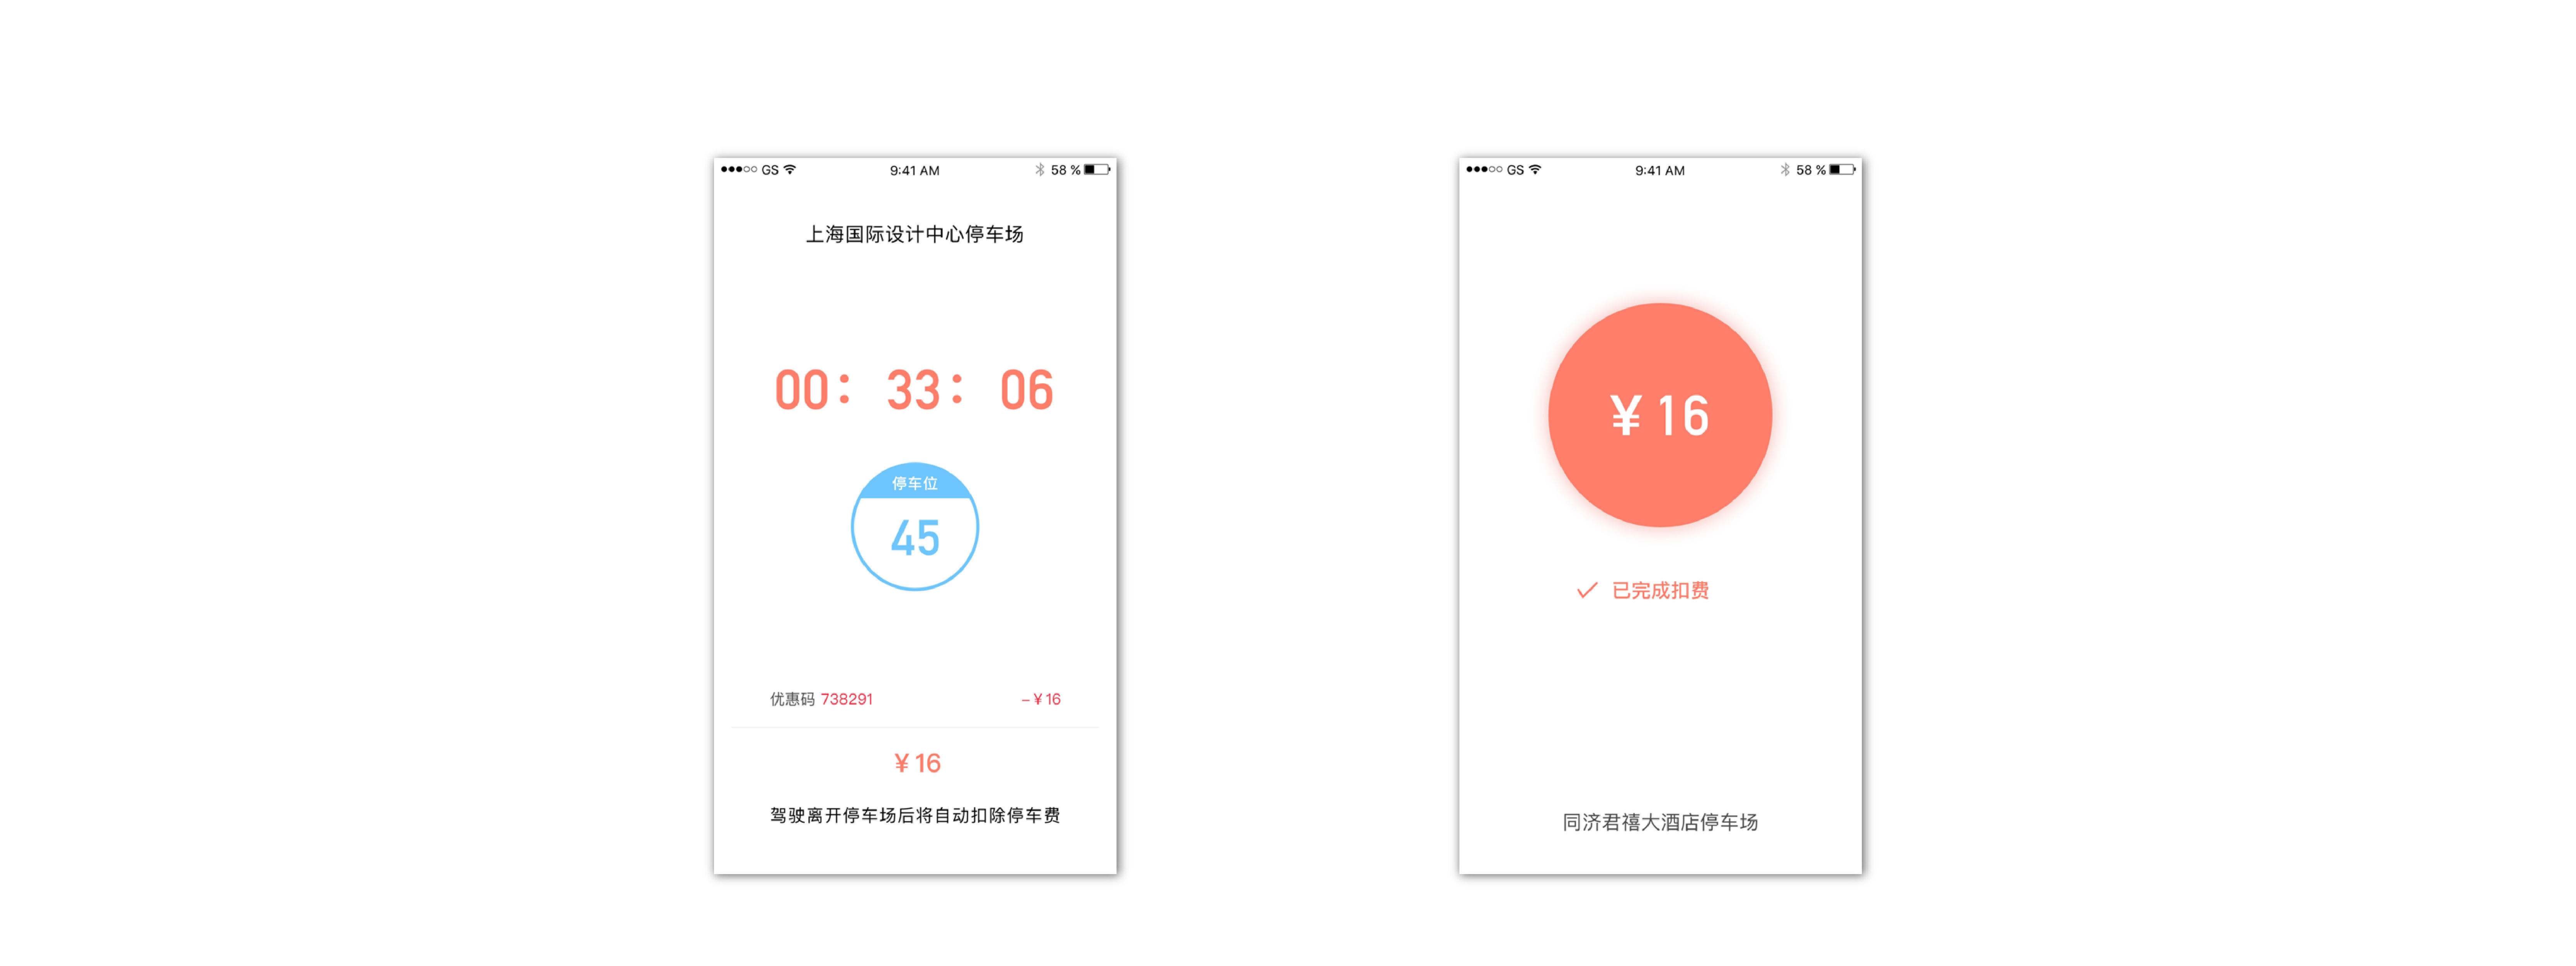 GS 9:41 AM 58 %
上海国际设计中心停车场
00: 33: 06
停车位
45
优惠码 738291 -¥16
¥16
驾驶离开停车场后将自动扣除停车费
GS 9:41 AM 58 %
¥16
已完成扣费
同济君禧大酒店停车场